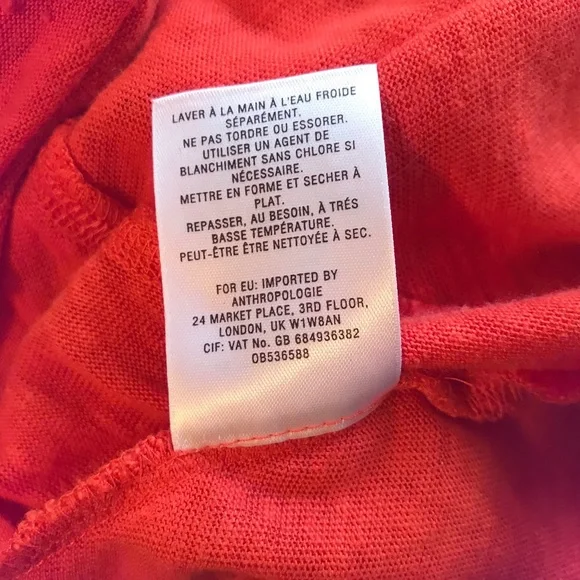 LAVER À LA MAIN À L'EAU FROIDE
SÉPARÉMENT.
NE PAS TORDRE OU ESSORER.
UTILISER UN AGENT DE
BLANCHIMENT SANS CHLORE SI
NÉCESSAIRE.
METTRE EN FORME ET SECHER À
PLAT.
REPASSER, AU BESOIN, À TRÉS
BASSE TEMPÉRATURE.
PEUT-ÊTRE ÊTRE NETTOYÉE À SEC.
FOR EU: IMPORTED BY
ANTHROPOLOGIE
24 MARKET PLACE, 3RD FLOOR,
LONDON, UK W1W8AN
CIF: VAT No. GB 684936382
OB536588